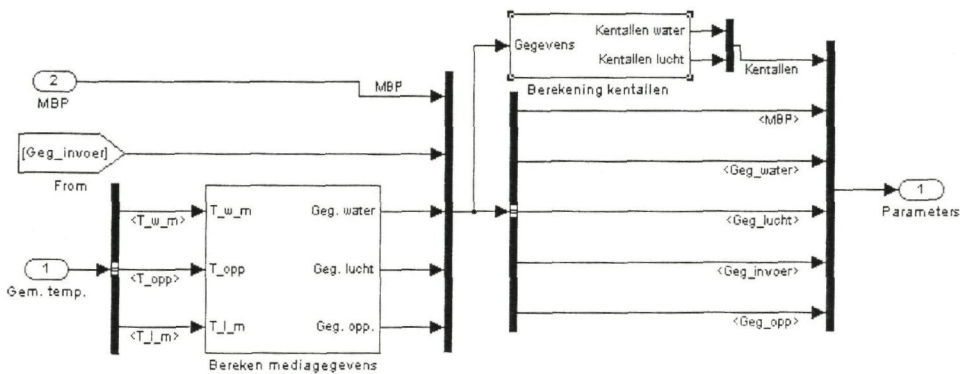 Kentallen water
Gegevens
Kentallen lucht
Kentallen
Berekening kentallen
2
MBP
MBP
<MBP>
[Geg_invoer]
From
<Geg_water>
T_w_m
Geg. water
<T_w_m>
1
Parameters
<Geg_lucht>
1
Gem. temp.
T_opp
Geg. lucht
<T_opp>
<Geg_invoer>
T_l_m
Geg. opp.
<T_l_m>
<Geg_opp>
Bereken mediagegevens